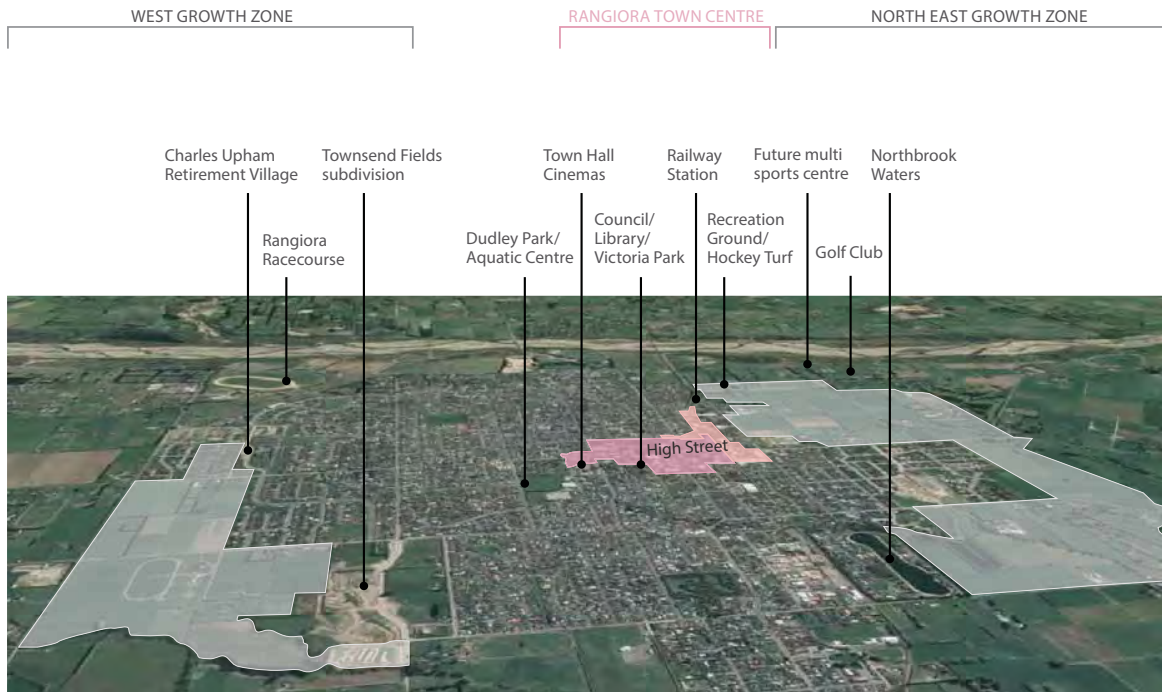 WEST GROWTH ZONE
RANGIORA TOWN CENTRE
NORTH EAST GROWTH ZONE
Charles Upham
Retirement Village
Townsend Fields
subdivision
Town Hall
Cinemas
Railway
Station
Future multi
sports centre
Northbrook
Waters
Rangiora
Racecourse
Dudley Park/
Aquatic Centre
Council/
Library/
Victoria Park
Recreation
Ground/
Hockey Turf
Golf Club
High Street